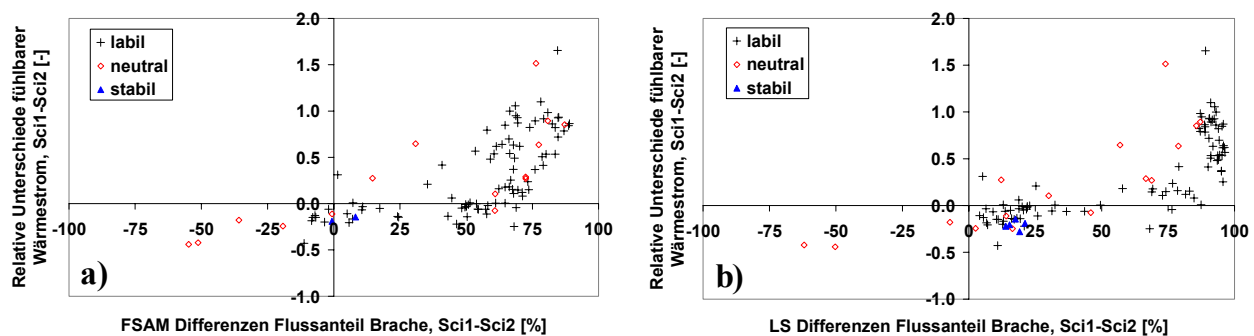 2.0
1.5
1.0
0.5
0.0
-0.5
-1.0
-100 -75 -50 -25 0 25 50 75 100
labil
neutral
stabil
Relative Unterschiede fühlbarer
Wärmestrom, Sci1-Sci2 [-]
a)
FSAM Differenzen Flussanteil Brache, Sci1-Sci2 [%]
2.0
1.5
1.0
0.5
0.0
-0.5
-1.0
-100 -75 -50 -25 0 25 50 75 100
labil
neutral
stabil
Relative Unterschiede fühlbarer
Wärmestrom, Sci1-Sci2 [-]
b)
LS Differenzen Flussanteil Brache, Sci1-Sci2 [%]